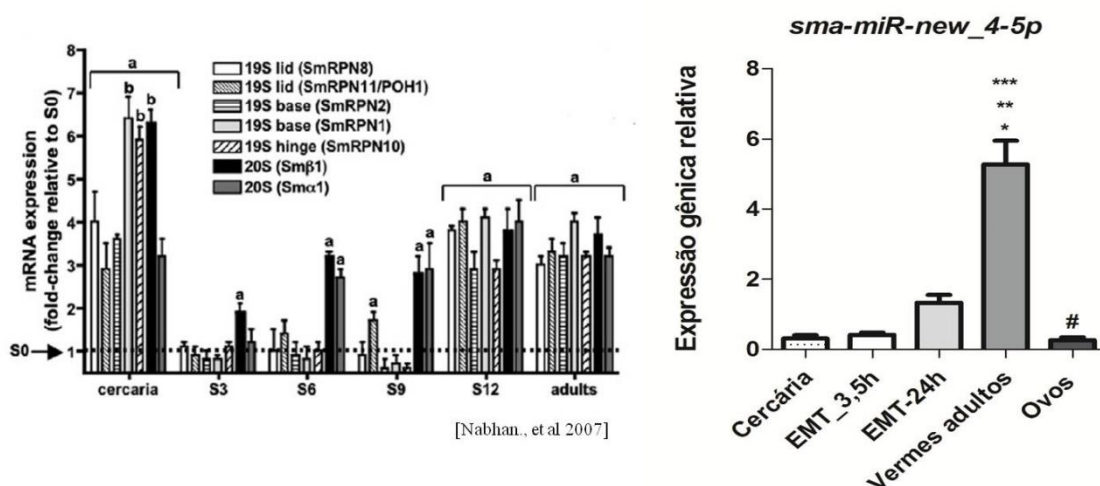 mRNA expression
(fold-change relative to S0)
8
7
6
5
4
3
2
1
S0
a
b
b
b
a
a
a
a
a
a
a
a
19S lid (SmRPN8)
19S lid (SmRPN11/POH1)
19S base (SmRPN2)
19S base (SmRPN1)
19S hinge (SmRPN10)
20S (Smβ1)
20S (Smα1)
cercaria
S3
S6
S9
S12
adults
[Nabhan., et al 2007]
sma-miR-new_4-5p
Expressão gênica relativa
8
6
4
2
0
***
**
*
#
Cercária
EMT_3,5h
EMT-24h
Vermes adultos
Ovos